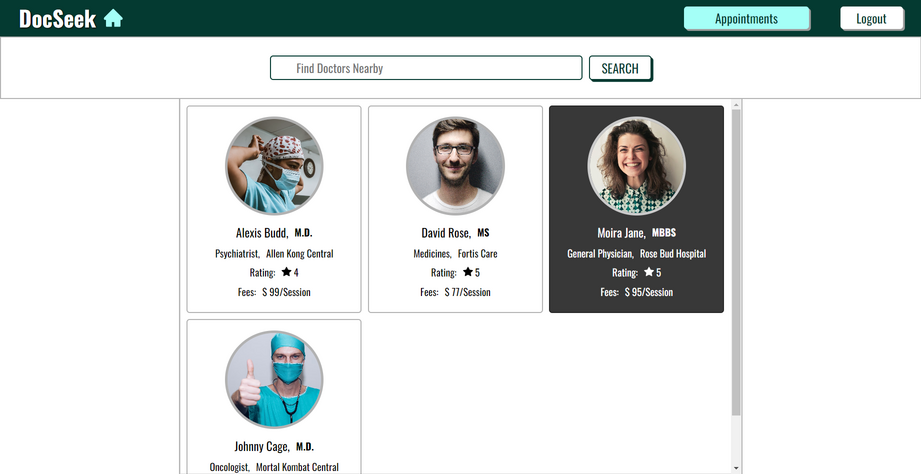 DocSeek
Appointments
Logout
Find Doctors Nearby
SEARCH
Alexis Budd, M.D.
Psychiatrist, Allen Kong Central
Rating: ★ 4
Fees: $ 99/Session
David Rose, MS
Medicines, Fortis Care
Rating: ★ 5
Fees: $ 77/Session
Moira Jane, MBBS
General Physician, Rose Bud Hospital
Rating: ★ 5
Fees: $ 95/Session
Johnny Cage, M.D.
Oncologist, Mortal Kombat Central